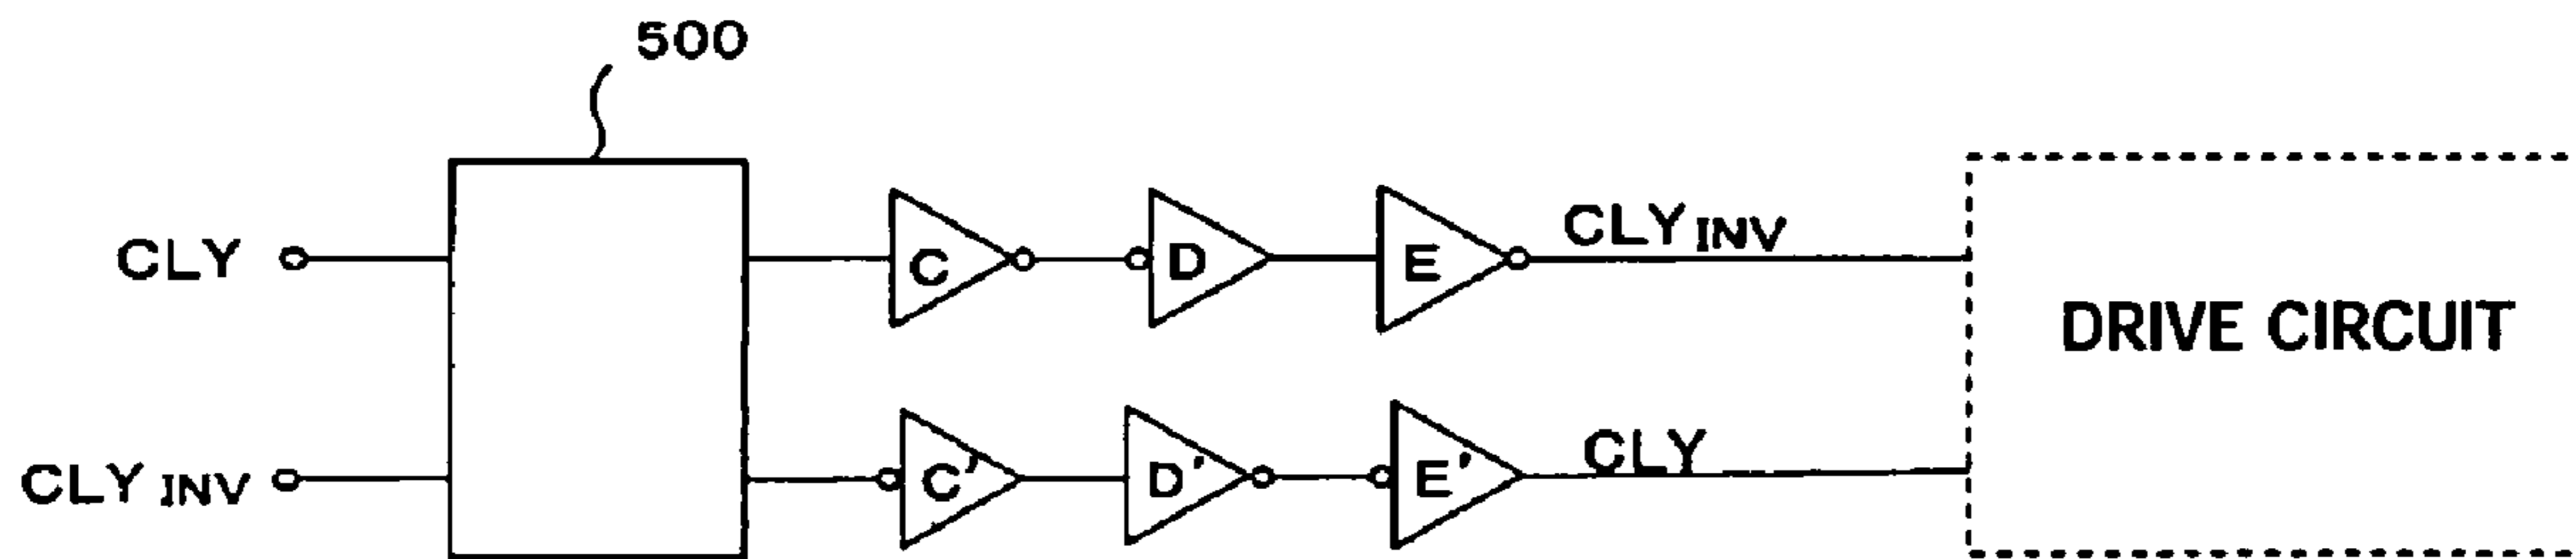 500
CLY
C
D
E
CLY INV
DRIVE CIRCUIT
CLY INV
C'
D'
E'
CLY